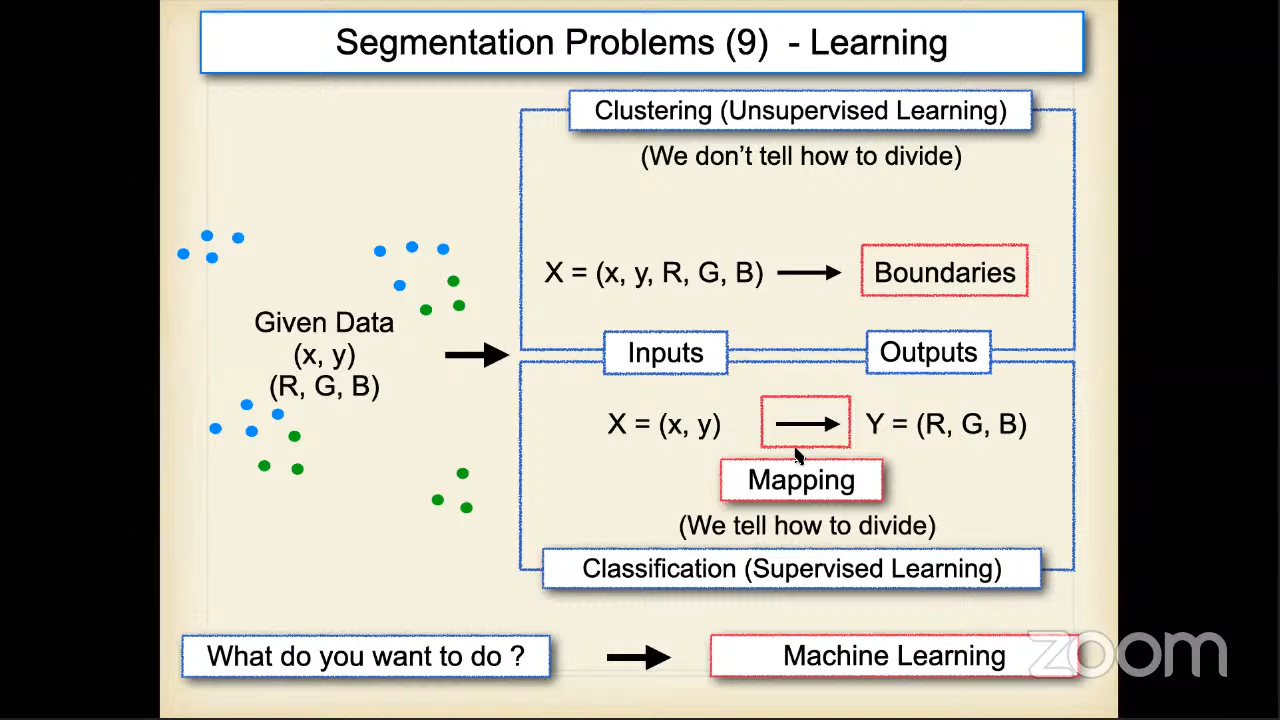 Segmentation Problems (9) - Learning
Clustering (Unsupervised Learning)
(We don't tell how to divide)
X = (x, y, R, G, B)
Boundaries
Given Data
(x, y)
(R, G, B)
Inputs
Outputs
X = (x, y)
Y = (R, G, B)
Mapping
(We tell how to divide)
Classification (Supervised Learning)
What do you want to do ?
Machine Learning
zoom